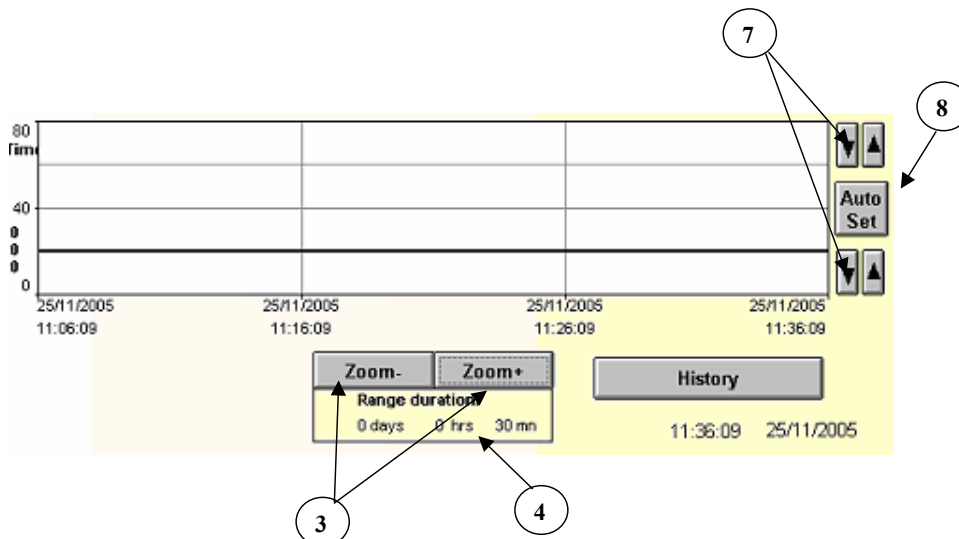 7
8
80
Time
40
0
0
0
0
Auto
Set
25/11/2005 25/11/2005 25/11/2005 25/11/2005
11:06:09 11:16:09 11:26:09 11:36:09
Zoom- Zoom+
Range duration
0 days 0 hrs 30 mn
History
11:36:09 25/11/2005
3
4